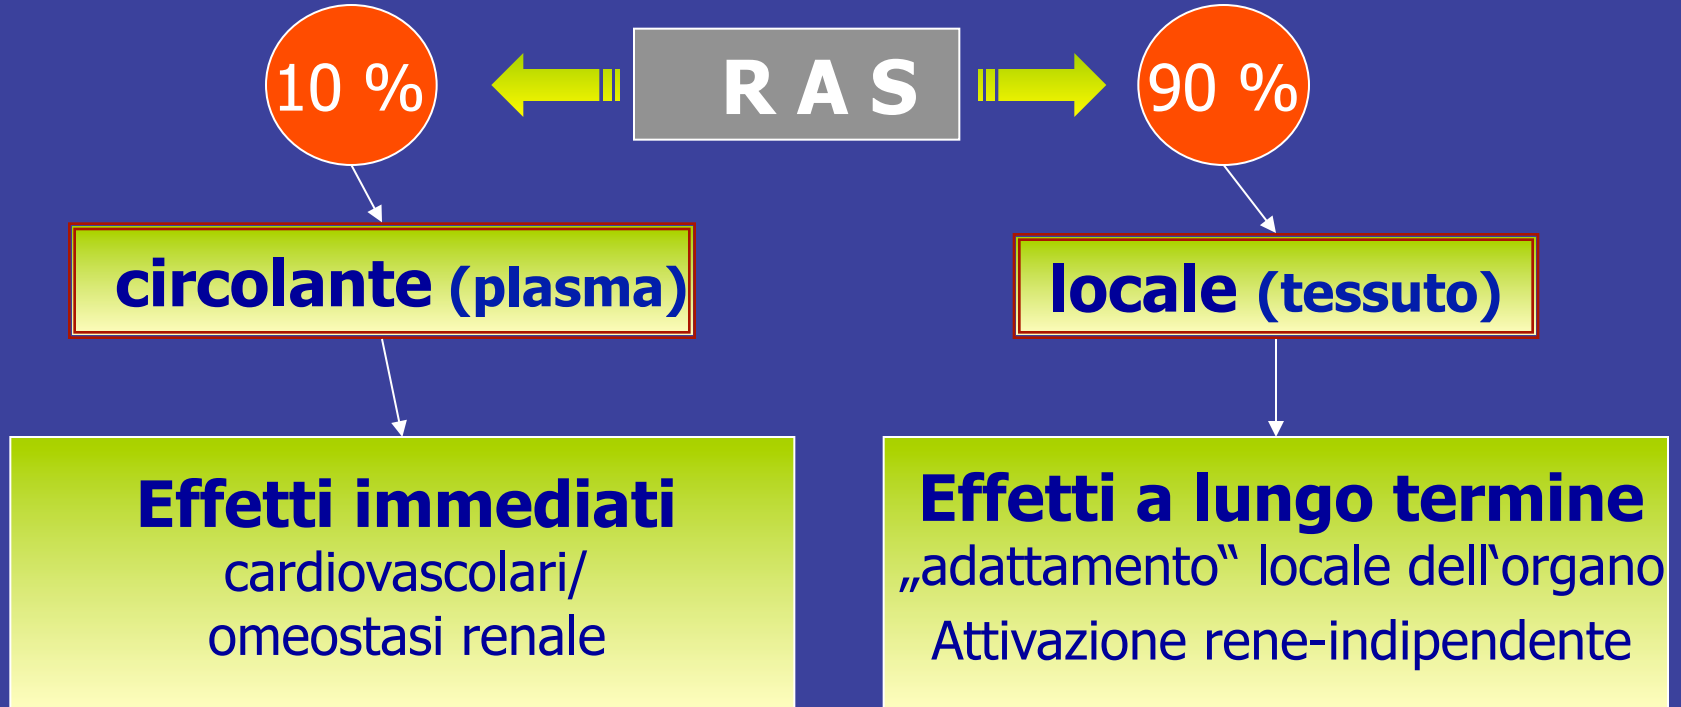 10 %
R A S
90 %
circolante (plasma)
locale (tessuto)
Effetti immediati
cardiovascolari/
omeostasi renale
Effetti a lungo termine
„adattamento“ locale dell‘organo
Attivazione rene-indipendente